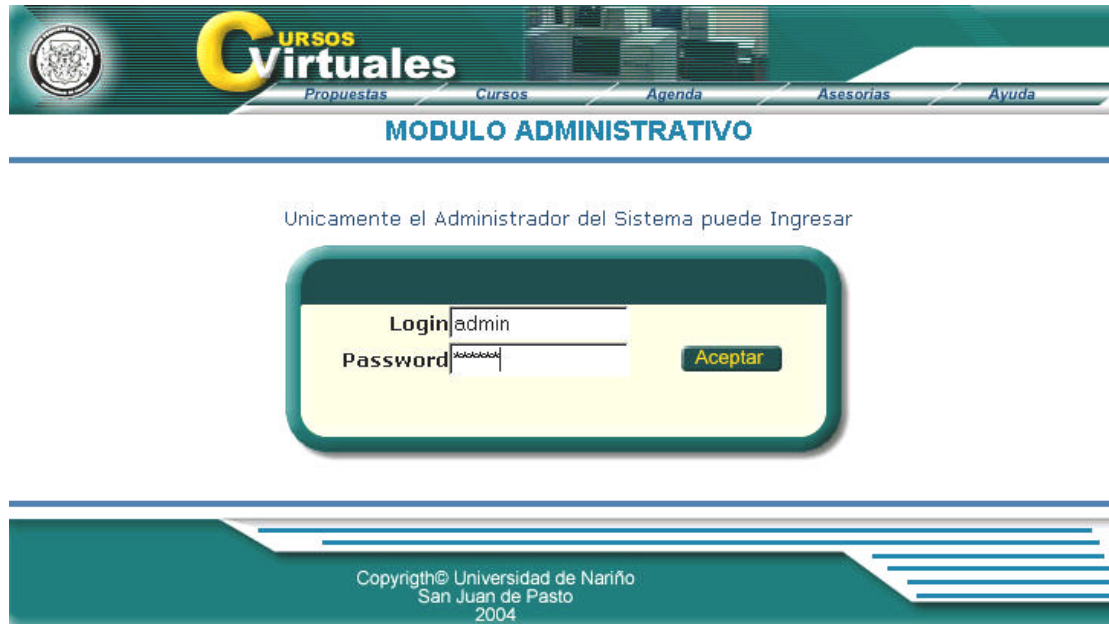 CURSOS
Virtuales
Propuestas Cursos Agenda Asesorias Ayuda
MODULO ADMINISTRATIVO
Unicamente el Administrador del Sistema puede Ingresar
Login admin
Password ******
Aceptar
Copyrigth© Universidad de Nariño
San Juan de Pasto
2004